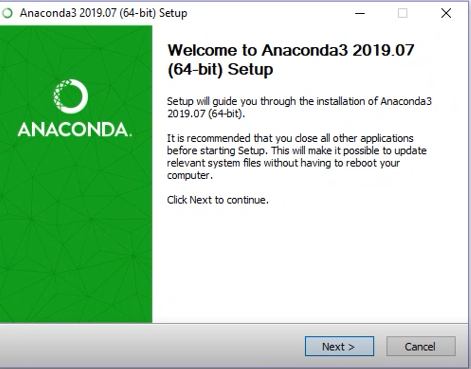 Anaconda3 2019.07 (64-bit) Setup
Welcome to Anaconda3 2019.07
(64-bit) Setup
ANACONDA.
Setup will guide you through the installation of Anaconda3
2019.07 (64-bit).
It is recommended that you close all other applications
before starting Setup. This will make it possible to update
relevant system files without having to reboot your
computer.
Click Next to continue.
Next >
Cancel